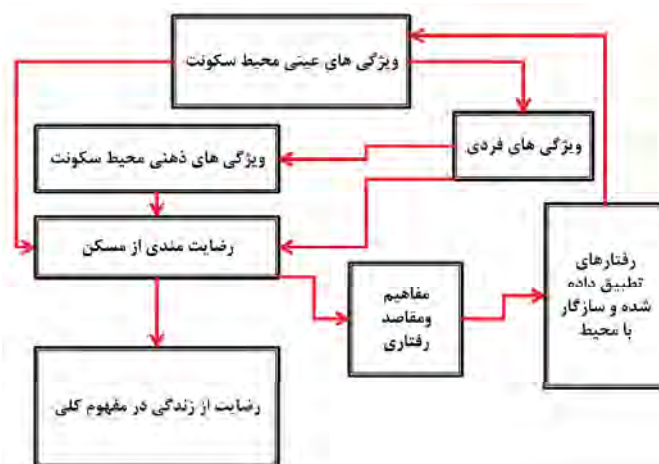 ویژگی های عینی محیط سکونت
ویژگی های فردی
ویژگی های ذهنی محیط سکونت
رضایت مندی از مسکن
رفتارهای
تطبیق داده
شده و سازگار
با محیط
مفاهیم
ومقاصد
رفتاری
رضایت از زندگی در مفهوم کلی